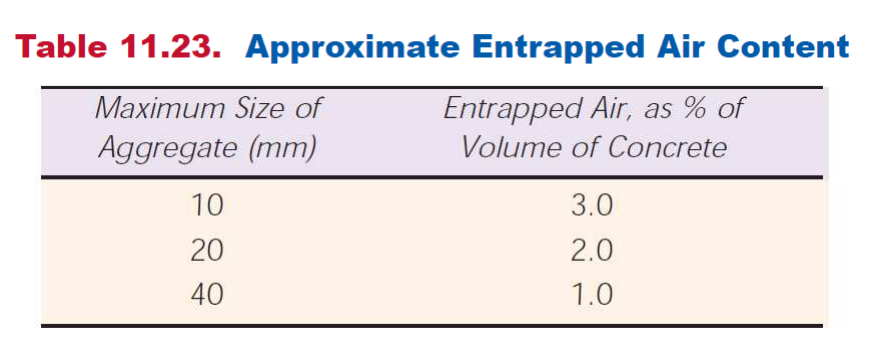 Table 11.23. Approximate Entrapped Air Content
Maximum Size of Entrapped Air, as % of
Aggregate (mm) Volume of Concrete
10 3.0
20 2.0
40 1.0